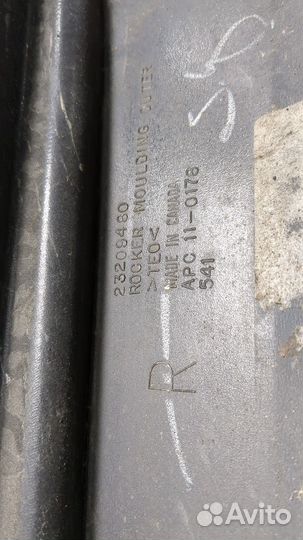 23209480
ROCKER MOULDING OUTER
>TEO<
MADE IN CANADA
APC 11-0178
541
R
Avito